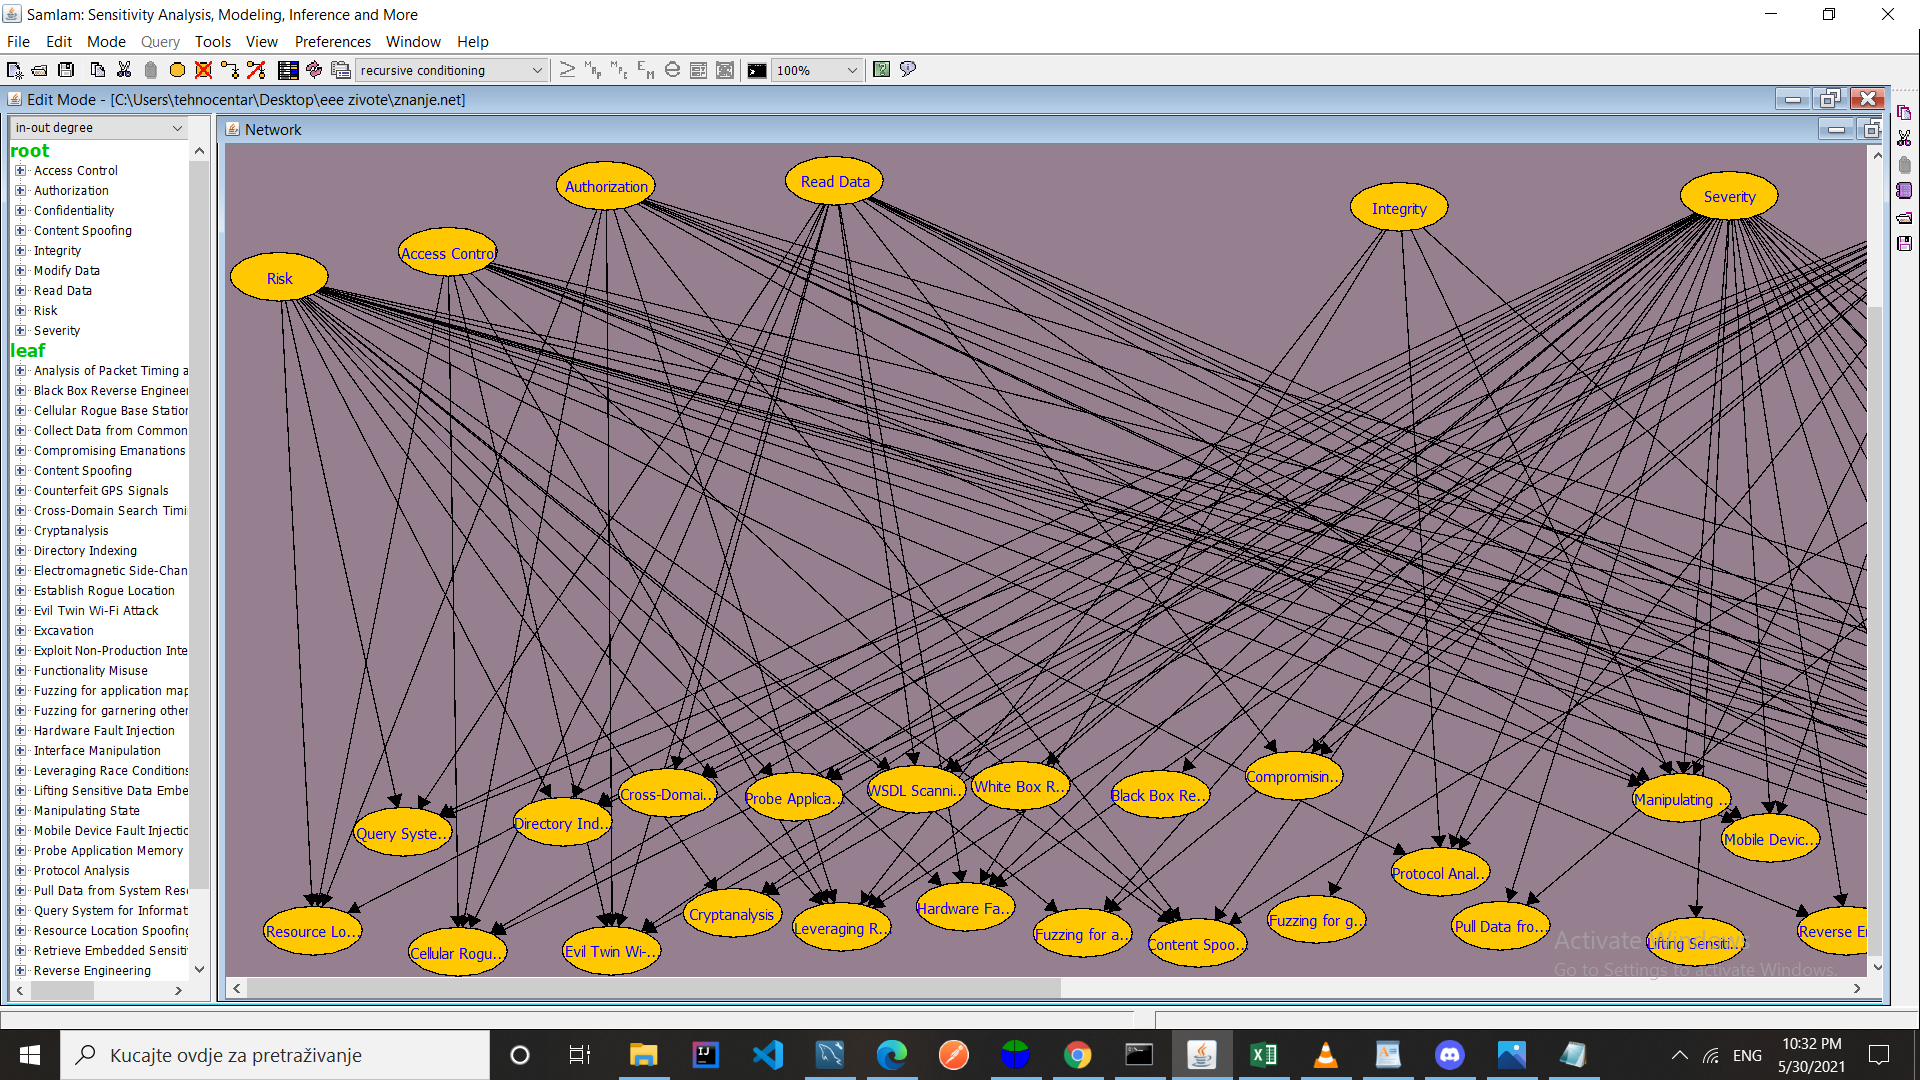 SamIam: Sensitivity Analysis, Modeling, Inference and More
File Edit Mode Query Tools View Preferences Window Help
recursive conditioning
100%
Edit Mode - [C:\Users\tehnocentar\Desktop\eee zivote\znanje.net]
in-out degree
root
Access Control
Authorization
Confidentiality
Content Spoofing
Integrity
Modify Data
Read Data
Risk
Severity
leaf
Analysis of Packet Timing a
Black Box Reverse Engineer
Cellular Rogue Base Station
Collect Data from Common
Compromising Emanations
Content Spoofing
Counterfeit GPS Signals
Cross-Domain Search Timi
Cryptanalysis
Directory Indexing
Electromagnetic Side-Chan
Establish Rogue Location
Evil Twin Wi-Fi Attack
Excavation
Exploit Non-Production Inte
Functionality Misuse
Fuzzing for application map
Fuzzing for garnering other
Hardware Fault Injection
Interface Manipulation
Leveraging Race Conditions
Lifting Sensitive Data Embe
Manipulating State
Mobile Device Fault Injectic
Probe Application Memory
Protocol Analysis
Pull Data from System Res
Query System for Informat
Resource Location Spoofing
Retrieve Embedded Sensiti
Reverse Engineering
Network
Authorization
Read Data
Integrity
Severity
Access Contro
Risk
Cross-Domai...
Probe Applica...
WSDL Scanni...
White Box R...
Black Box Re...
Compromisin...
Manipulating ...
Query Syste...
Directory Ind...
Mobile Devic...
Protocol Anal...
Resource Lo...
Cellular Rogu...
Evil Twin Wi-...
Cryptanalysis
Leveraging R...
Hardware Fa...
Fuzzing for a...
Content Spoo...
Fuzzing for g...
Pull Data fro...
Lifting Sensiti...
Reverse En
Activate Windows
Go to Settings to activate Windows.
Kucajte ovdje za pretraživanje
ENG
10:32 PM
5/30/2021